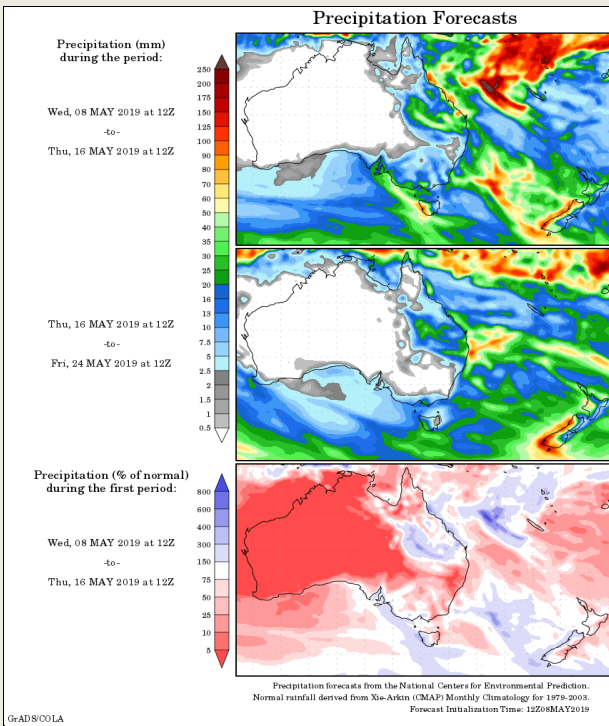 Precipitation Forecasts
Precipitation (mm)
during the period:
Wed, 08 MAY 2019 at 12Z
-to-
Thu, 16 MAY 2019 at 12Z
250
200
175
150
125
100
90
80
70
60
50
40
35
30
25
20
16
13
10
7.5
5
2.5
2
1.5
1
0.5
Thu, 16 MAY 2019 at 12Z
-to-
Fri, 24 MAY 2019 at 12Z
Precipitation (% of normal)
during the first period:
Wed, 08 MAY 2019 at 12Z
-to-
Thu, 16 MAY 2019 at 12Z
800
600
400
300
150
75
50
25
10
5
Precipitation forecasts from the National Centers for Environmental Prediction.
Normal rainfall derived from Xie-Arkin (CMAP) Monthly Climatology for 1979-2003.
Forecast Initialization Time: 12Z08MAY2019
GrADS/COLA